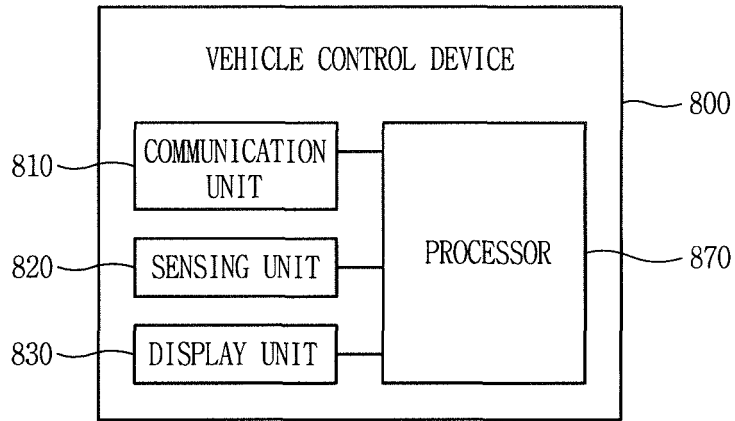 VEHICLE CONTROL DEVICE
800
810
COMMUNICATION
UNIT
PROCESSOR
870
820
SENSING UNIT
830
DISPLAY UNIT